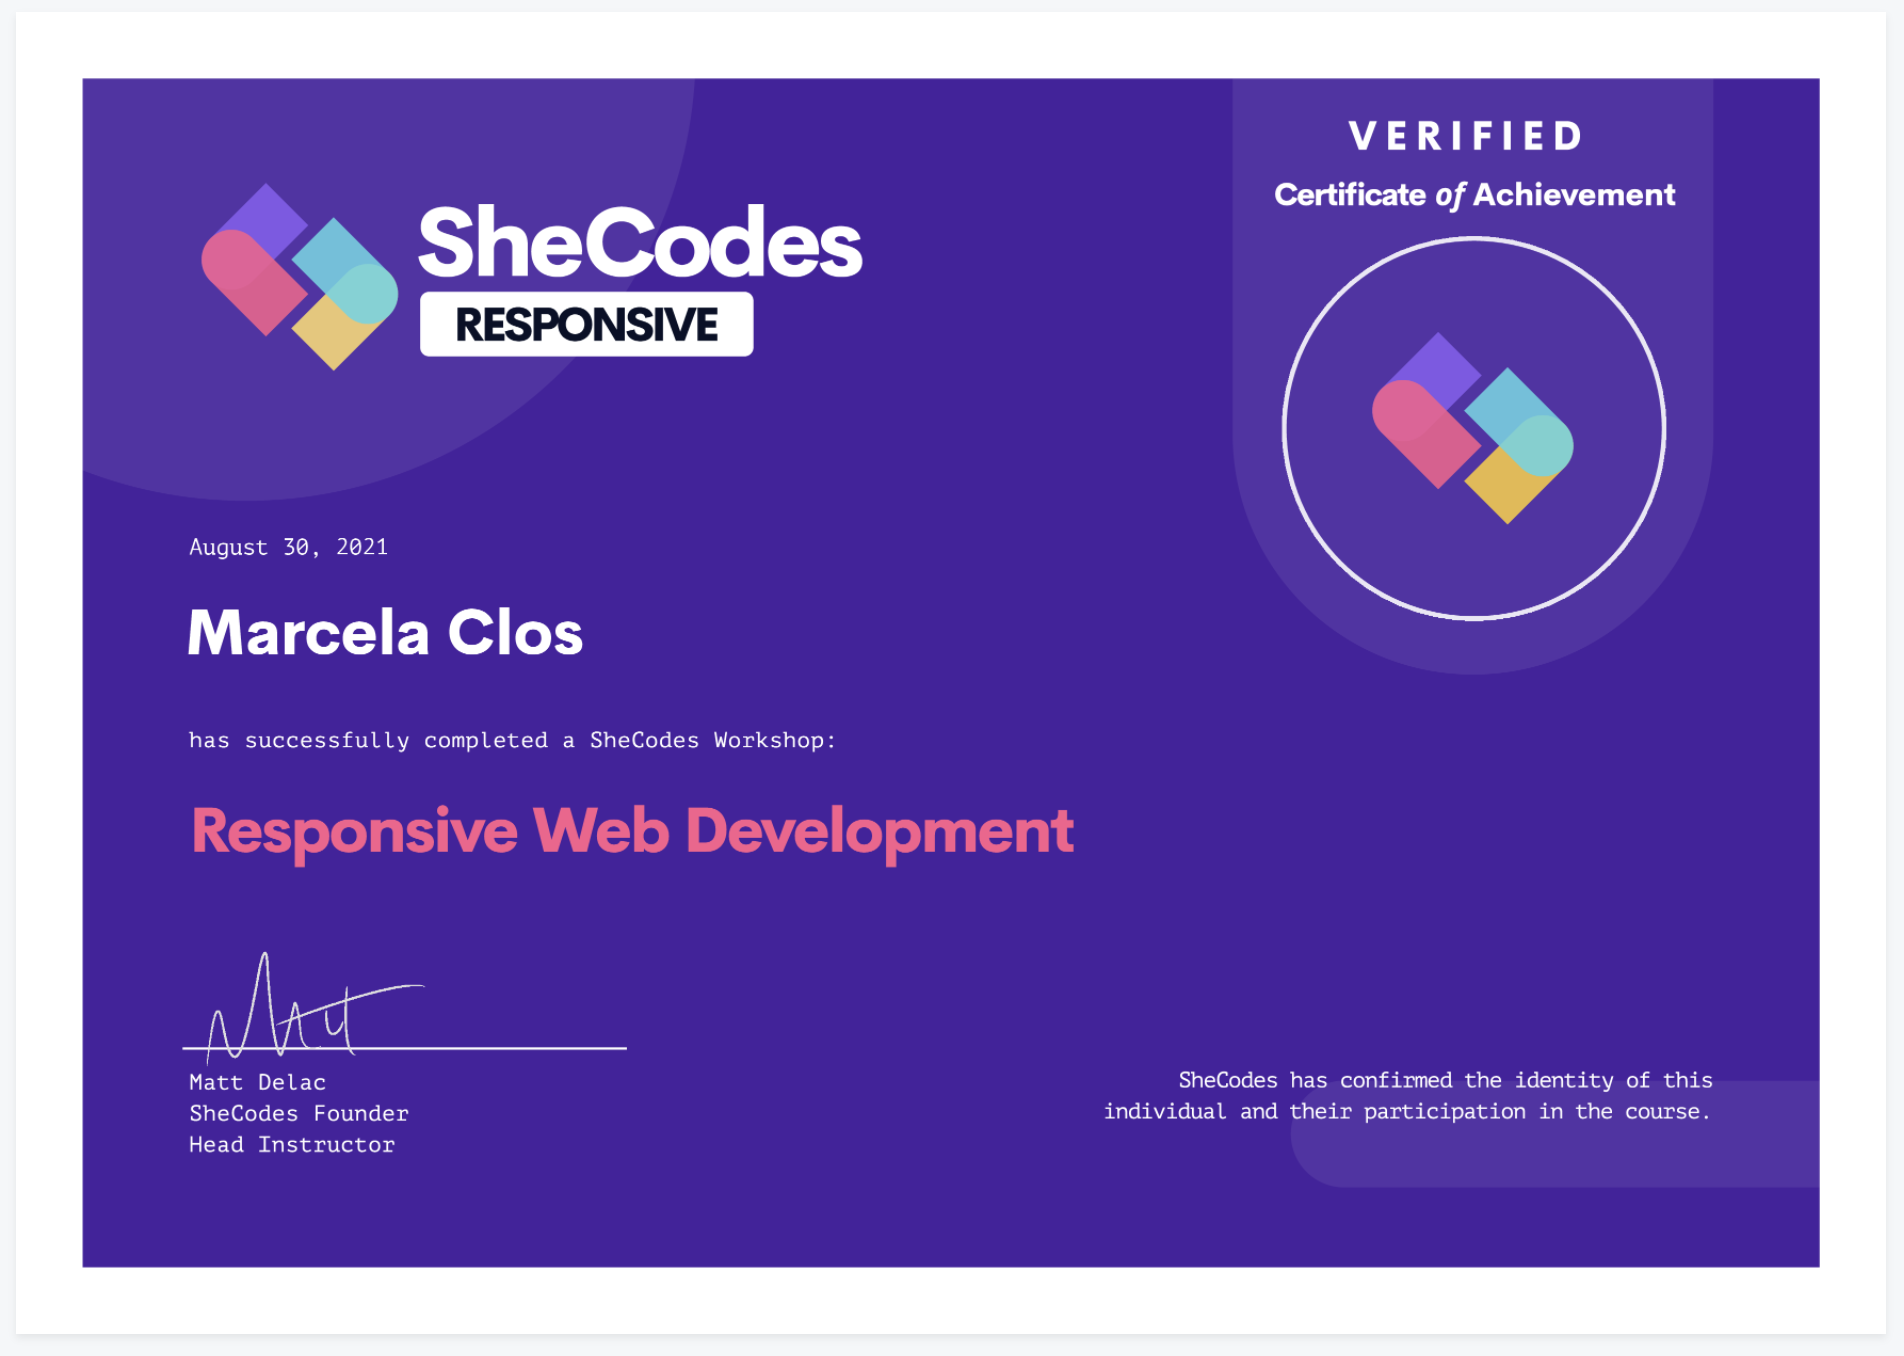 SheCodes
RESPONSIVE
VERIFIED
Certificate of Achievement
August 30, 2021
Marcela Clos
has successfully completed a SheCodes Workshop:
Responsive Web Development
Matt
Matt Delac
SheCodes Founder
Head Instructor
SheCodes has confirmed the identity of this
individual and their participation in the course.